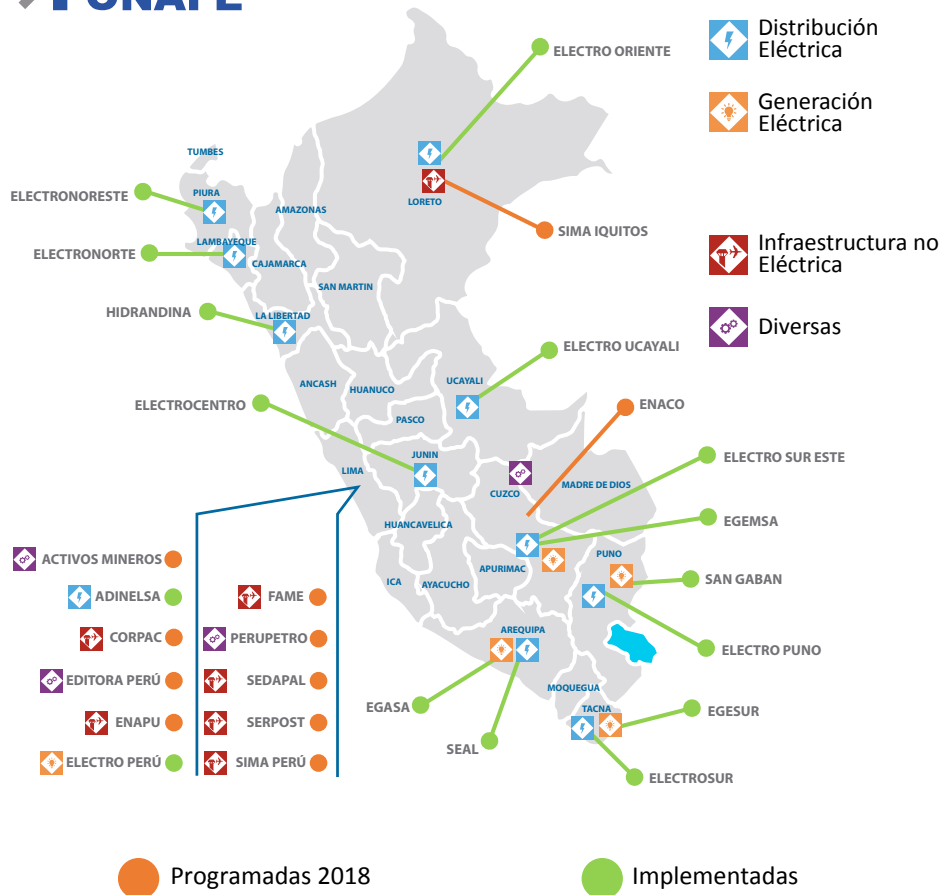 FONAFE
Distribución
Eléctrica
ELECTRO ORIENTE
Generación
Eléctrica
TUMBES
ELECTRONORESTE
PIURA
LORETO
AMAZONAS
SIMA IQUITOS
Infraestructura no
Eléctrica
LAMBAYEQUE
ELECTRONORTE
CAJAMARCA
SAN MARTIN
HIDRANDINA
LA LIBERTAD
Diversas
ELECTRO UCAYALI
ANCASH
HUANUCO
UCAYALI
ELECTROCENTRO
PASCO
ENACO
JUNIN
LIMA
ELECTRO SUR ESTE
CUZCO
MADRE DE DIOS
HUANCAVELICA
EGEMSA
ACTIVOS MINEROS
PUNO
APURIMAC
ICA
AYACUCHO
SAN GABAN
ADINELSA
FAME
CORPAC
PERUPETRO
AREQUIPA
ELECTRO PUNO
EDITORA PERÚ
SEDAPAL
MOQUEGUA
EGASA
TACNA
EGESUR
ENAPU
SERPOST
SEAL
ELECTRO PERÚ
SIMA PERÚ
ELECTROSUR
Programadas 2018
Implementadas